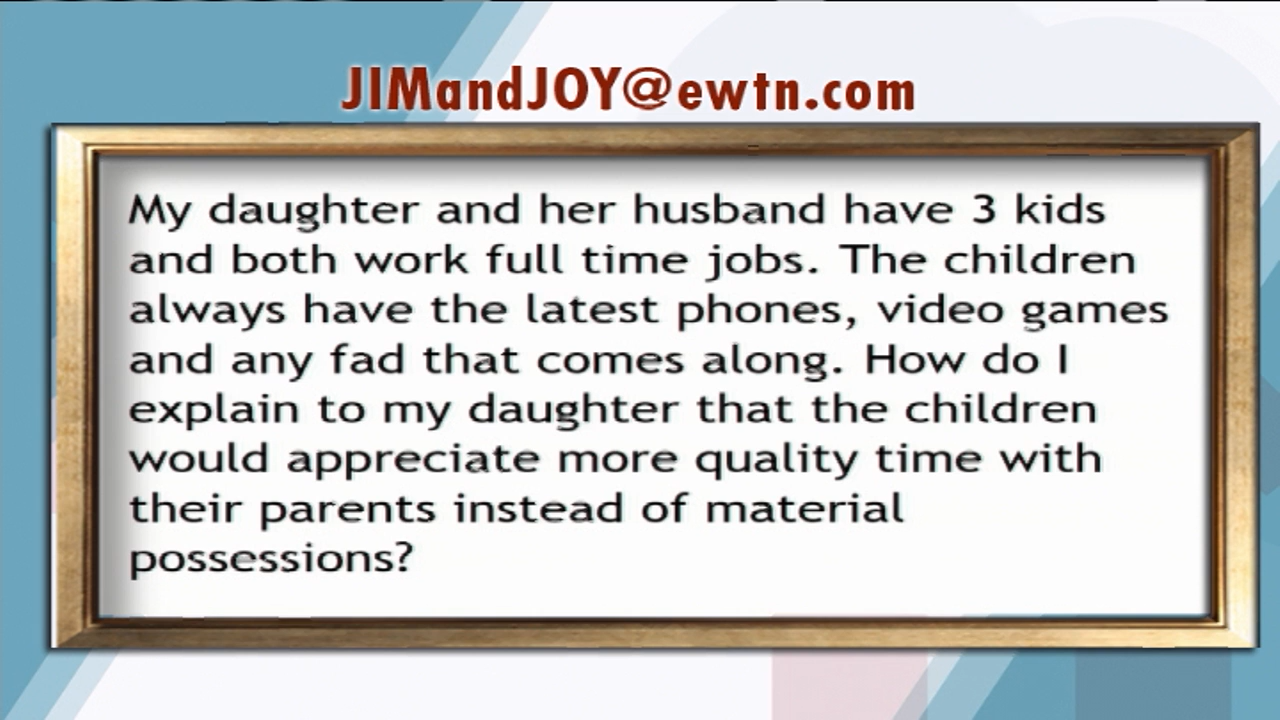 JIMandJOY@ewtn.com
My daughter and her husband have 3 kids
and both work full time jobs. The children
always have the latest phones, video games
and any fad that comes along. How do I
explain to my daughter that the children
would appreciate more quality time with
their parents instead of material
possessions?